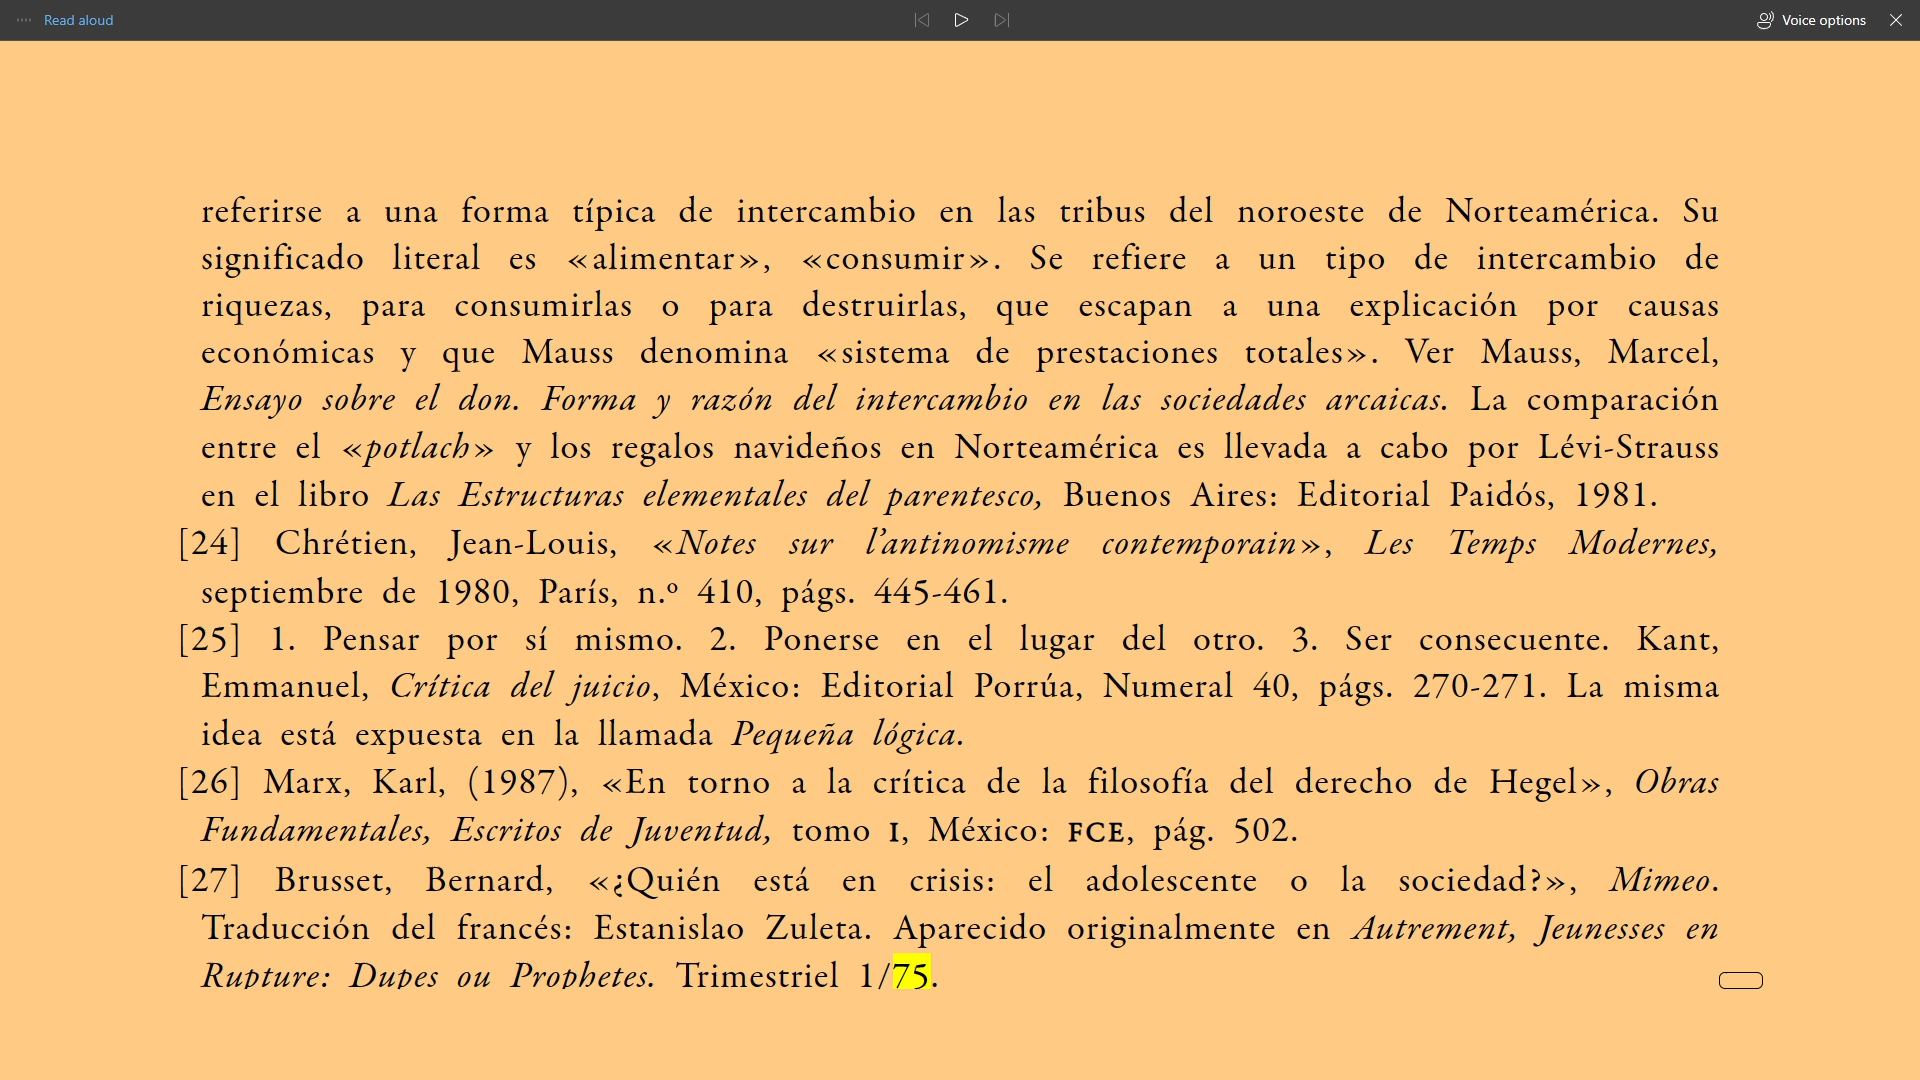 Read aloud
Voice options
referirse a una forma típica de intercambio en las tribus del noroeste de Norteamérica. Su
significado literal es «alimentar», «consumir». Se refiere a un tipo de intercambio de
riquezas, para consumirlas o para destruirlas, que escapan a una explicación por causas
económicas y que Mauss denomina «sistema de prestaciones totales». Ver Mauss, Marcel,
Ensayo sobre el don. Forma y razón del intercambio en las sociedades arcaicas. La comparación
entre el «potlach» y los regalos navideños en Norteamérica es llevada a cabo por Lévi-Strauss
en el libro Las Estructuras elementales del parentesco, Buenos Aires: Editorial Paidós, 1981.
[24] Chrétien, Jean-Louis, «Notes sur l’antinomisme contemporain», Les Temps Modernes,
septiembre de 1980, París, n.º 410, págs. 445-461.
[25] 1. Pensar por sí mismo. 2. Ponerse en el lugar del otro. 3. Ser consecuente. Kant,
Emmanuel, Crítica del juicio, México: Editorial Porrúa, Numeral 40, págs. 270-271. La misma
idea está expuesta en la llamada Pequeña lógica.
[26] Marx, Karl, (1987), «En torno a la crítica de la filosofía del derecho de Hegel», Obras
Fundamentales, Escritos de Juventud, tomo I, México: FCE, pág. 502.
[27] Brusset, Bernard, «¿Quién está en crisis: el adolescente o la sociedad?», Mimeo.
Traducción del francés: Estanislao Zuleta. Aparecido originalmente en Autrement, Jeunesses en
Rupture: Dupes ou Prophetes. Trimestriel 1/75.